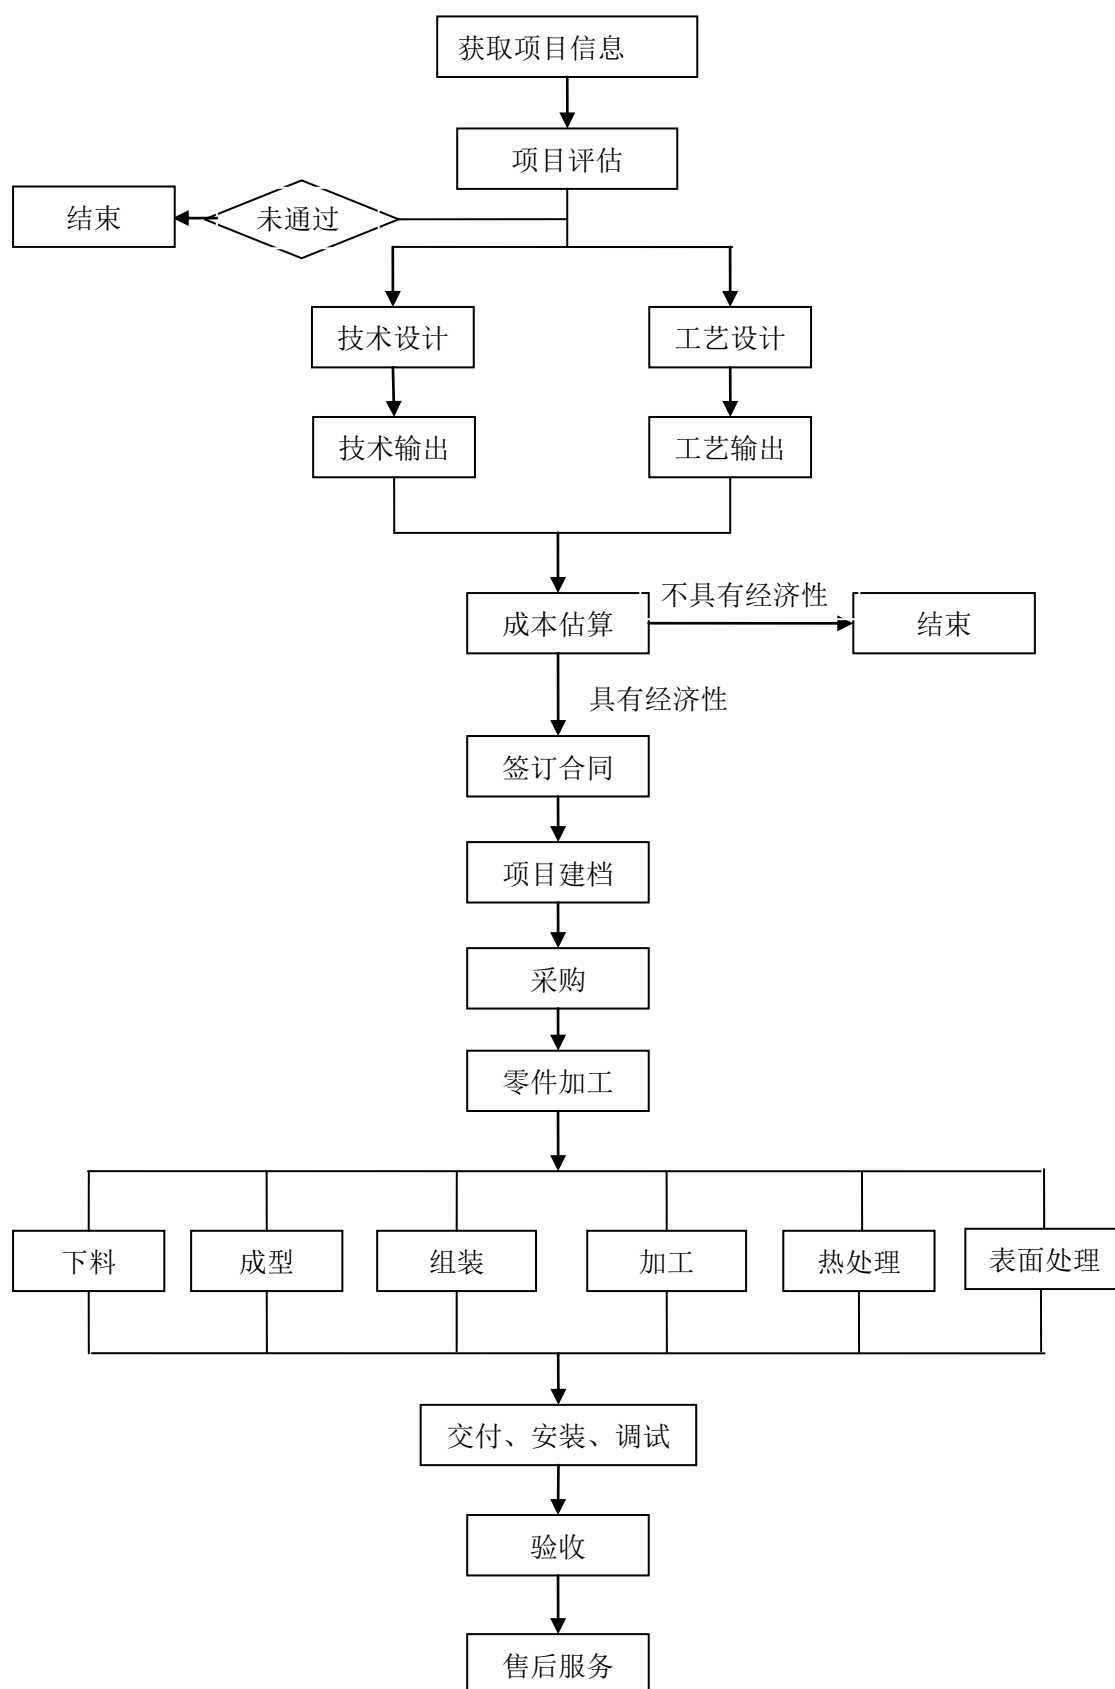 获取项目信息
项目评估
结束
未通过
技术设计
工艺设计
技术输出
工艺输出
不具有经济性
成本估算
结束
具有经济性
签订合同
项目建档
采购
零件加工
下料
成型
组装
加工
热处理
表面处理
交付、安装、调试
验收
售后服务